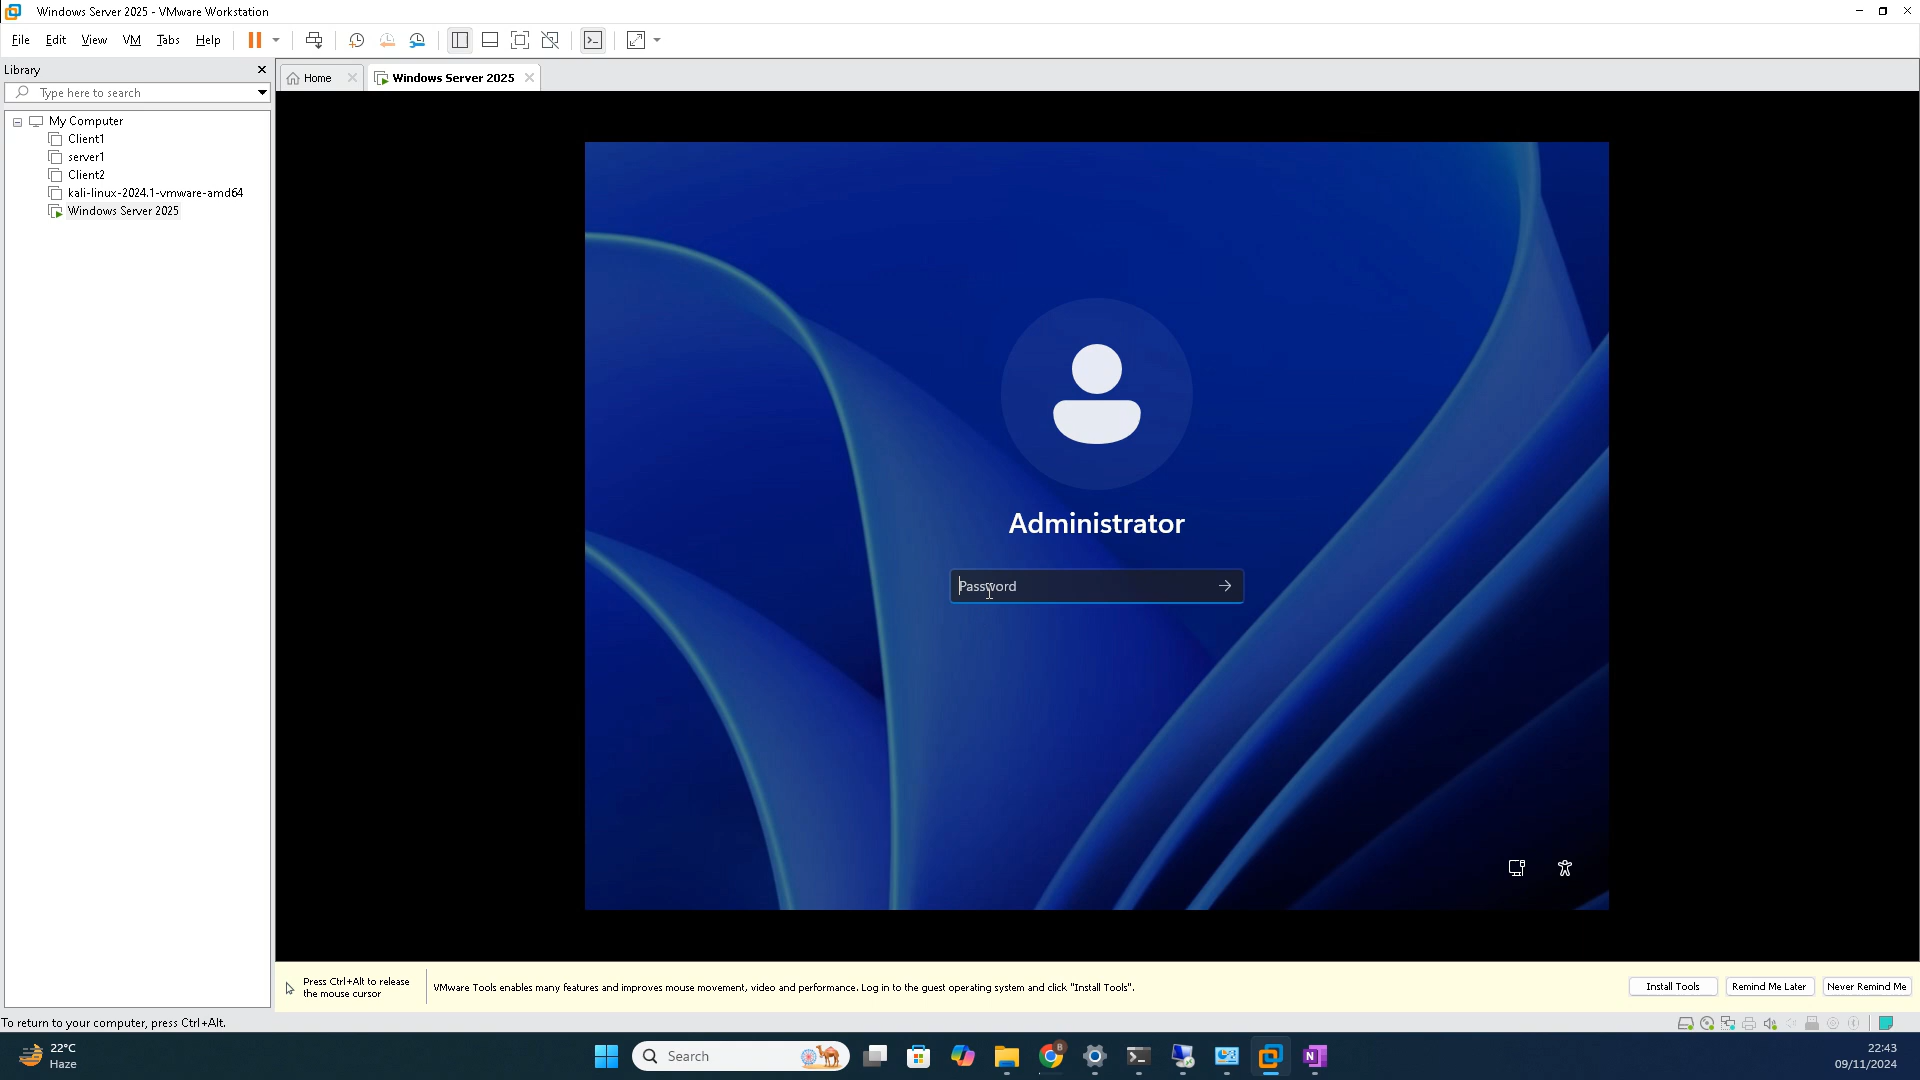 Windows Server 2025 - VMware Workstation
File Edit View VM Tabs Help
Library
Type here to search
My Computer
Client1
server1
Client2
kali-linux-2024.1-vmware-amd64
Windows Server 2025
Home
Windows Server 2025
Administrator
Password
Press Ctrl+Alt to release
the mouse cursor
VMware Tools enables many features and improves mouse movement, video and performance. Log in to the guest operating system and click "Install Tools".
Install Tools
Remind Me Later
Never Remind Me
To return to your computer, press Ctrl+Alt.
22°C
Haze
Search
B
N
22:43
09/11/2024